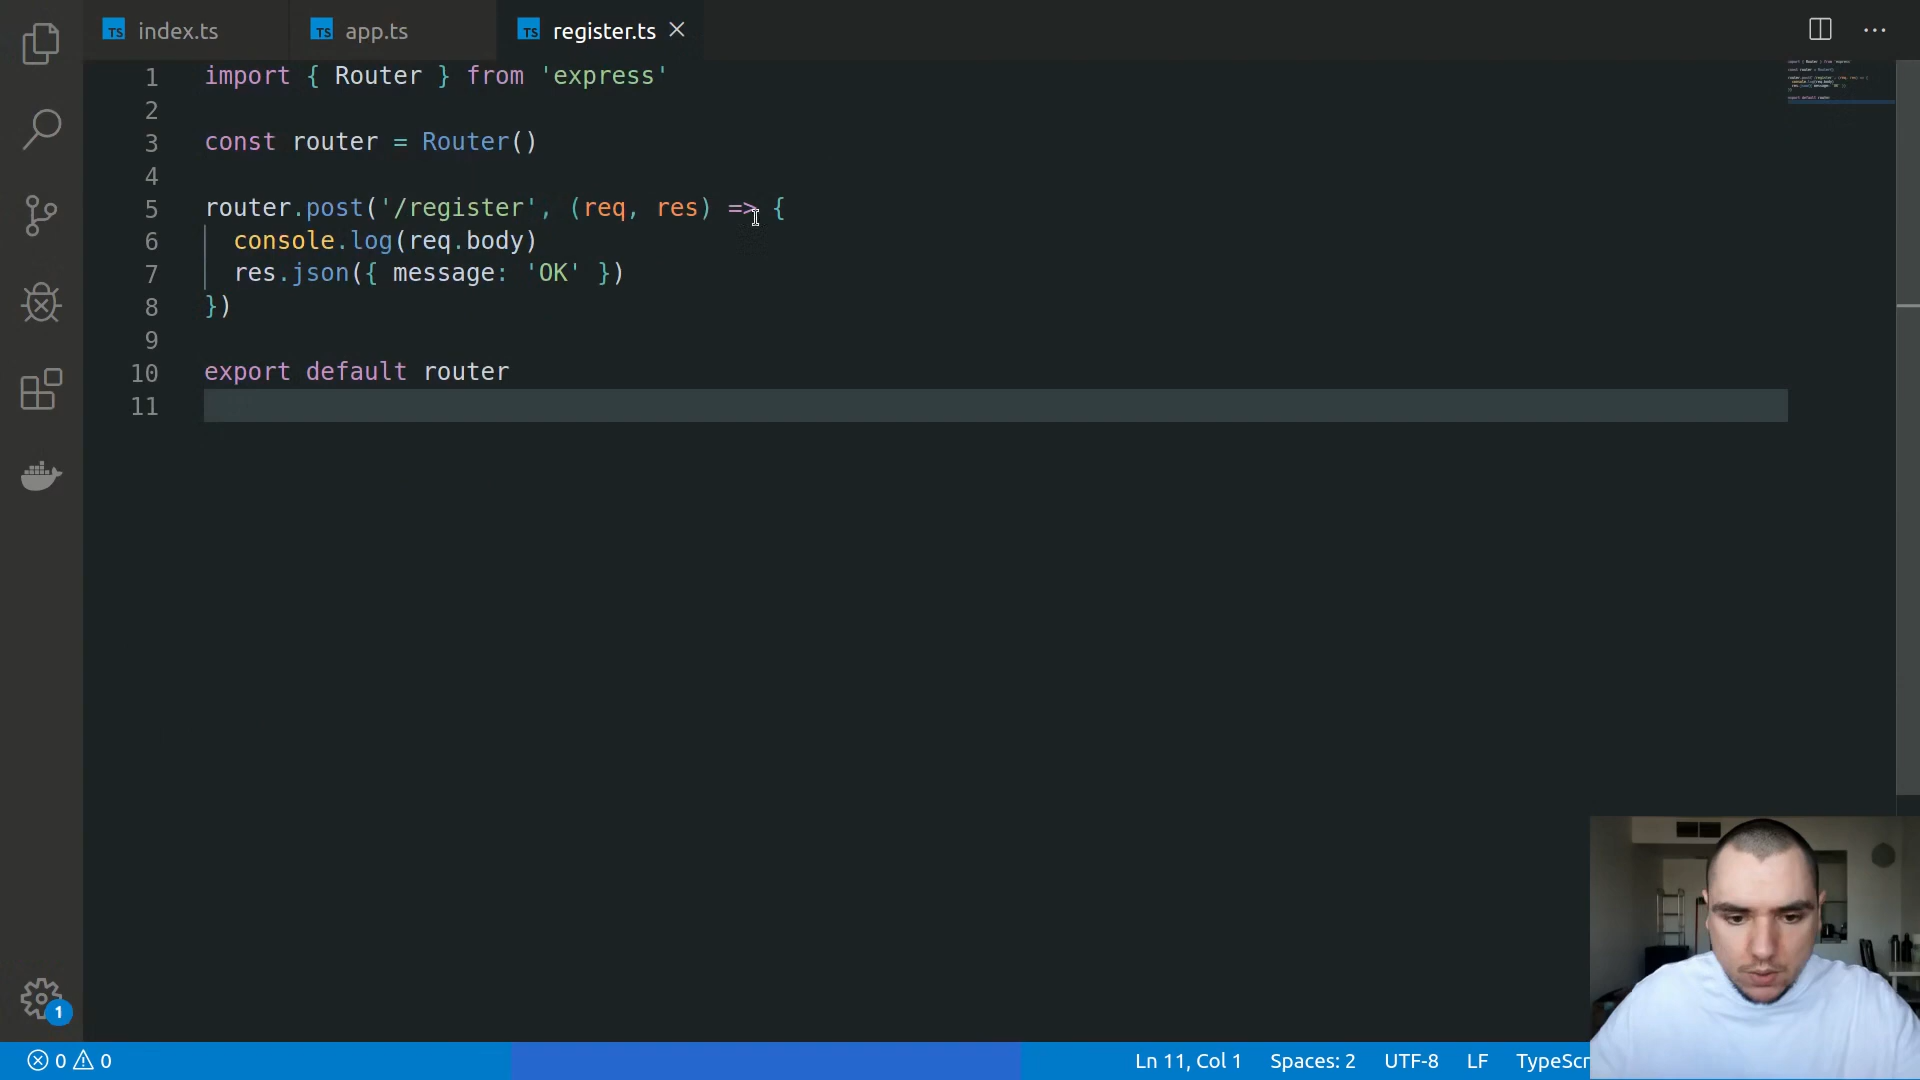 index.ts
app.ts
register.ts
1 import { Router } from 'express'
2
3 const router = Router()
4
5 router.post('/register', (req, res) => {
6 console.log(req.body)
7 res.json({ message: 'OK' })
8 })
9
10 export default router
11
1
0 0 Ln 11, Col 1 Spaces: 2 UTF-8 LF TypeScr